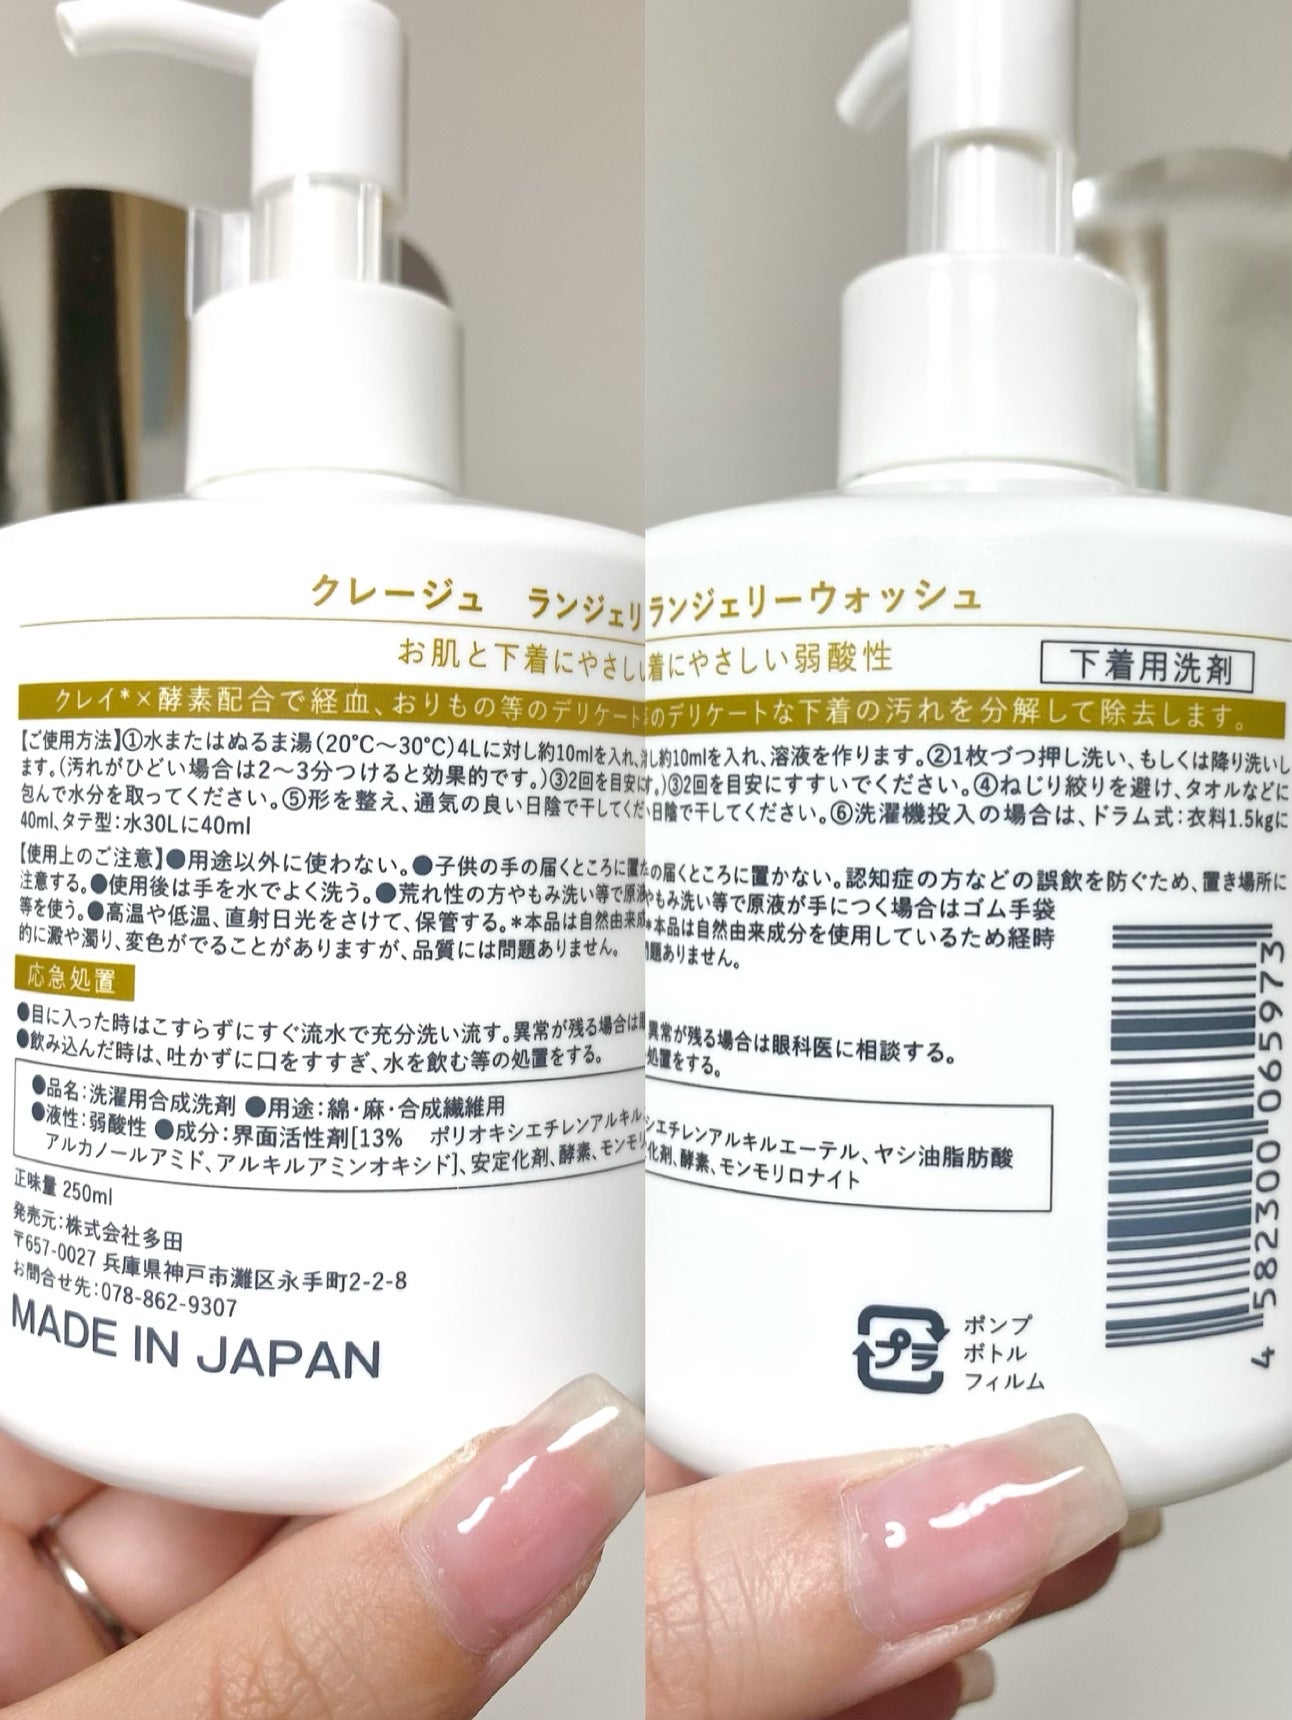 クレージュ ランジェリ
お肌と下着にやさし
クレイ*×酵素配合で経血、おりもの等のデリケート
【ご使用方法】①水またはぬるま湯(20℃~30℃)4Lに対し約10mlを入れ、
ます。(汚れがひどい場合は2~3分つけると効果的です。)③2回を目安に
包んで水分を取ってください。⑤形を整え、通気の良い日陰で干してくだ
40ml、タテ型:水30Lに40ml
【使用上のご注意】●用途以外に使わない。●子供の手の届くところに置
注意する。●使用後は手を水でよく洗う。●荒れ性の方やもみ洗い等で原液
等を使う。●高温や低温、直射日光をさけて、保管する。*本品は自然由来成
的に澱や濁り、変色がでることがありますが、品質には問題ありません。
応急処置
●目に入った時はこすらずにすぐ流水で充分洗い流す。異常が残る場合は
●飲み込んだ時は、吐かずに口をすすぎ、水を飲む等の処置をする。
●品名:洗濯用合成洗剤 ●用途:綿・麻・合成繊維用
●液性:弱酸性 ●成分:界面活性剤[13% ポリオキシエチレンアルキル
アルカノールアミド、アルキルアミンオキシド]、安定化剤、酵素、モンモリ
正味量 250ml
発売元:株式会社多田
〒657-0027 兵庫県神戸市灘区永手町2-2-8
お問合せ先:078-862-9307
MADE IN JAPAN
ランジェリーウォッシュ
着にやさしい弱酸性
下着用洗剤
のデリケートな下着の汚れを分解して除去します。
し約10mlを入れ、溶液を作ります。②1枚づつ押し洗い、もしくは降り洗いし
す。)③2回を目安にすすいでください。④ねじり絞りを避け、タオルなどに
日陰で干してください。⑥洗濯機投入の場合は、ドラム式:衣料1.5kgに
の届くところに置かない。認知症の方などの誤飲を防ぐため、置き場所に
やもみ洗い等で原液が手につく場合はゴム手袋
*本品は自然由来成分を使用しているため経時
題ありません。
異常が残る場合は眼科医に相談する。
処置をする。
シエチレンアルキルエーテル、ヤシ油脂肪酸
化剤、酵素、モンモリロナイト
4582300065973
プラ
ポンプ
ボトル
フィルム